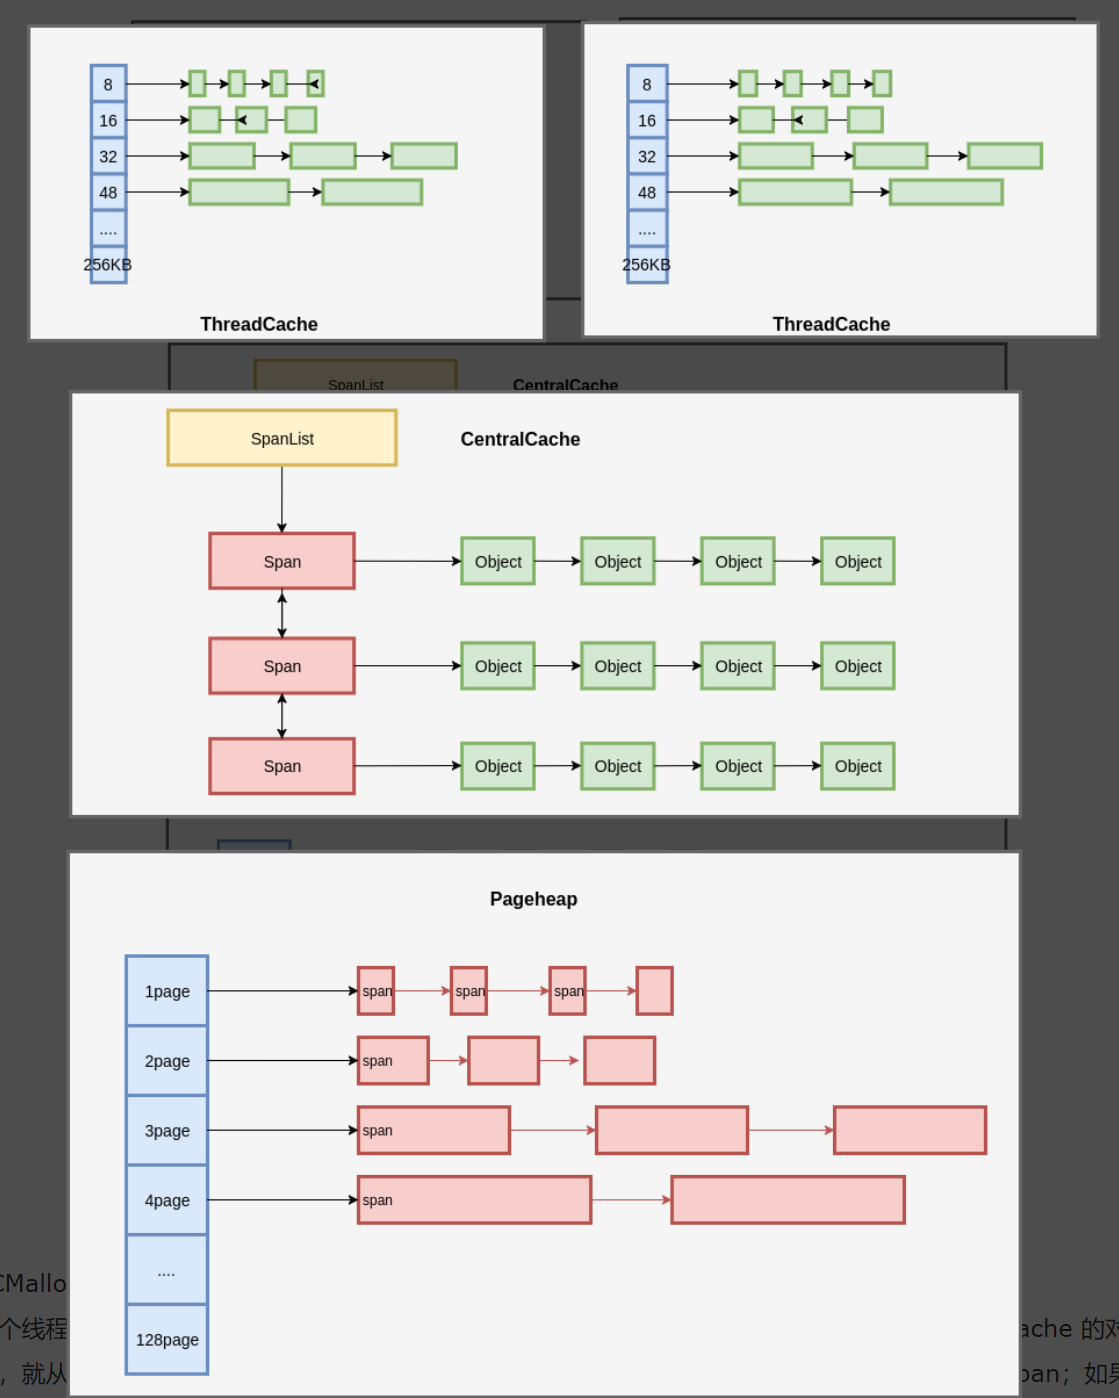 8
16
32
48
....
256KB
ThreadCache
8
16
32
48
....
256KB
ThreadCache
SpanList
CentralCache
SpanList
CentralCache
Span
Object
Object
Object
Object
Span
Object
Object
Object
Object
Span
Object
Object
Object
Object
Pageheap
1page
span
span
span
2page
span
3page
span
4page
span
....
128page
CMallo
个线程
ache 的对
，就从
pan；如果